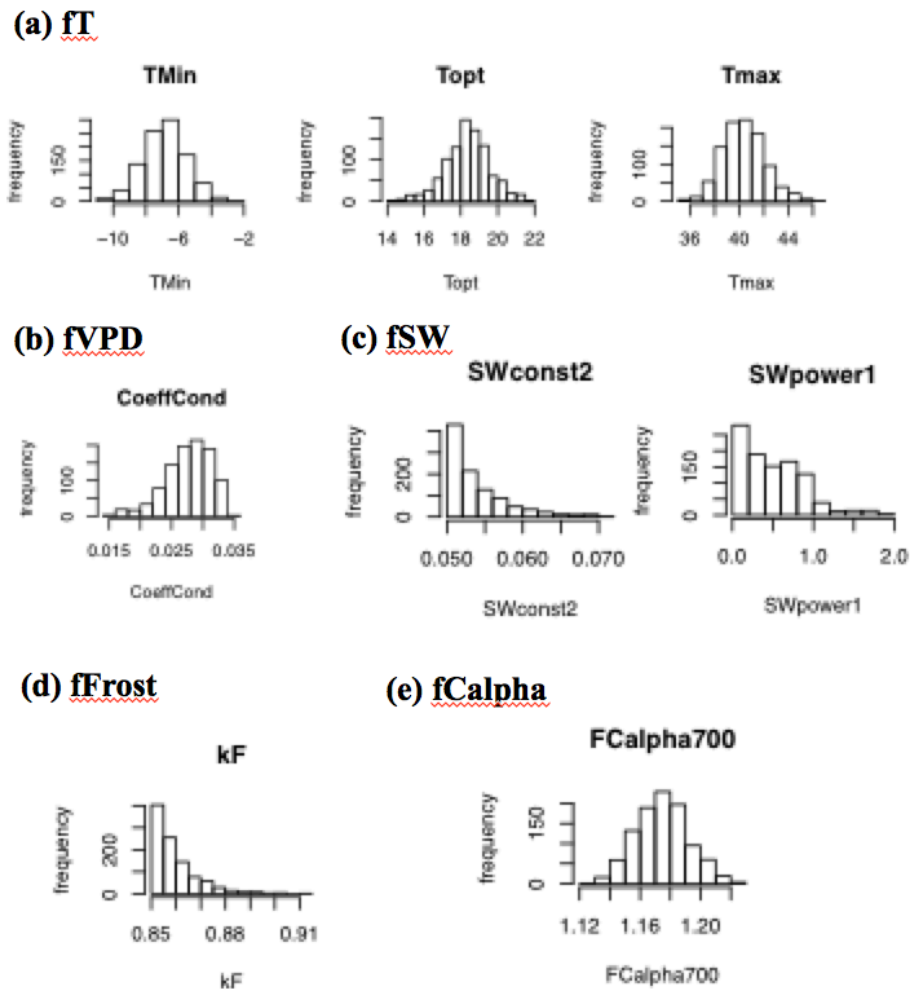 (a) fT
TMin Topt Tmax
frequency 0 150 frequency 0 100 frequency 0 100
−10 −6 −2 14 16 18 20 22 36 40 44
TMin Topt Tmax
(b) fVPD (c) fSW
CoeffCond SWconst2 SWpower1
frequency 0 100 frequency 0 200 frequency 0 150
0.015 0.025 0.035 0.050 0.060 0.070 0.0 1.0 2.0
CoeffCond SWconst2 SWpower1
(d) fFrost (e) fCalpha
kF FCalpha700
frequency 0 200 frequency 0 150
0.85 0.88 0.91 1.12 1.16 1.20
kF FCalpha700